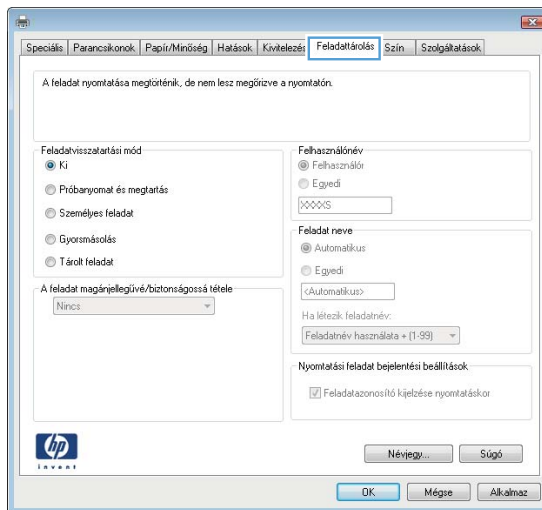 Speciális Parancsikonok Papír/Minőség Hatások Kivitelezés Feladattárolás Szín Szolgáltatások
A feladat nyomtatása megtörténik, de nem lesz megőrizve a nyomtatón.
Feladatvisszatartási mód
Ki
Próbanyomat és megtartás
Személyes feladat
Gyorsmásolás
Tárolt feladat
A feladat magánjellegűvé/biztonságossá tétele
Nincs
Felhasználónév
Felhasználór
Egyedi
XXXXS
Feladat neve
Automatikus
Egyedi
<Automatikus>
Ha létezik feladatnév:
Feladatnév használata + (1-99)
Nyomtatási feladat bejelentési beállítások
Feladatazonosító kijelzése nyomtatáskor
hp
invent
Névjegy... Súgó
OK Mégse Alkalmaz